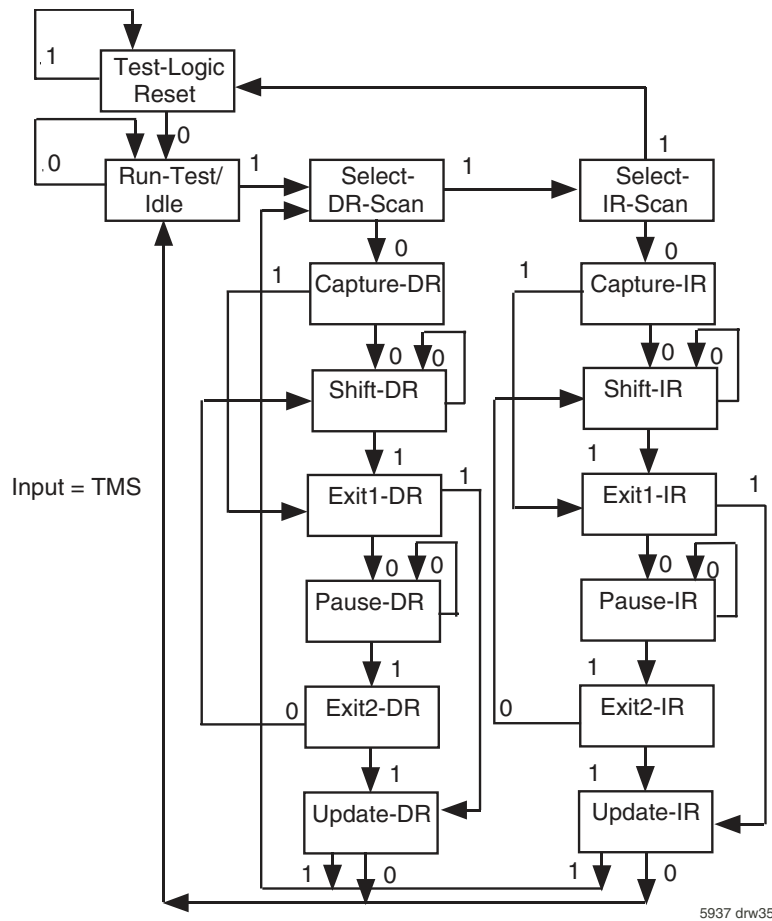 1
Test-Logic
Reset
0
0
Run-Test/
Idle
1
Select-
DR-Scan
1
Select-
IR-Scan
1
0
0
1
Capture-DR
1
Capture-IR
0
0
0
0
Shift-DR
Shift-IR
1
1
Input = TMS
Exit1-DR
1
Exit1-IR
1
0
0
0
0
Pause-DR
Pause-IR
1
1
0
Exit2-DR
0
Exit2-IR
1
1
Update-DR
Update-IR
1
0
1
0
5937 drw35